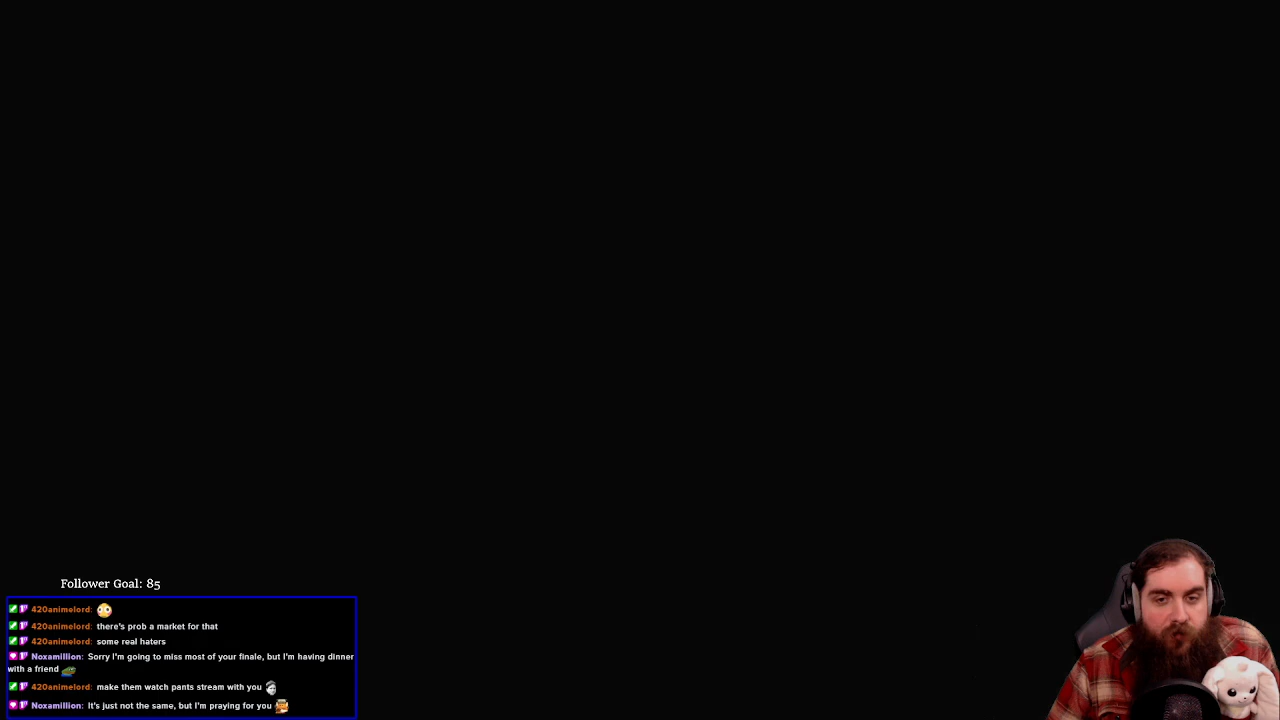 Follower Goal: 85
420animelord:
420animelord: there's prob a market for that
420animelord: some real haters
Noxamillion: Sorry I'm going to miss most of your finale, but I'm having dinner
with a friend
420animelord: make them watch pants stream with you
Noxamillion: It's just not the same, but I'm praying for you